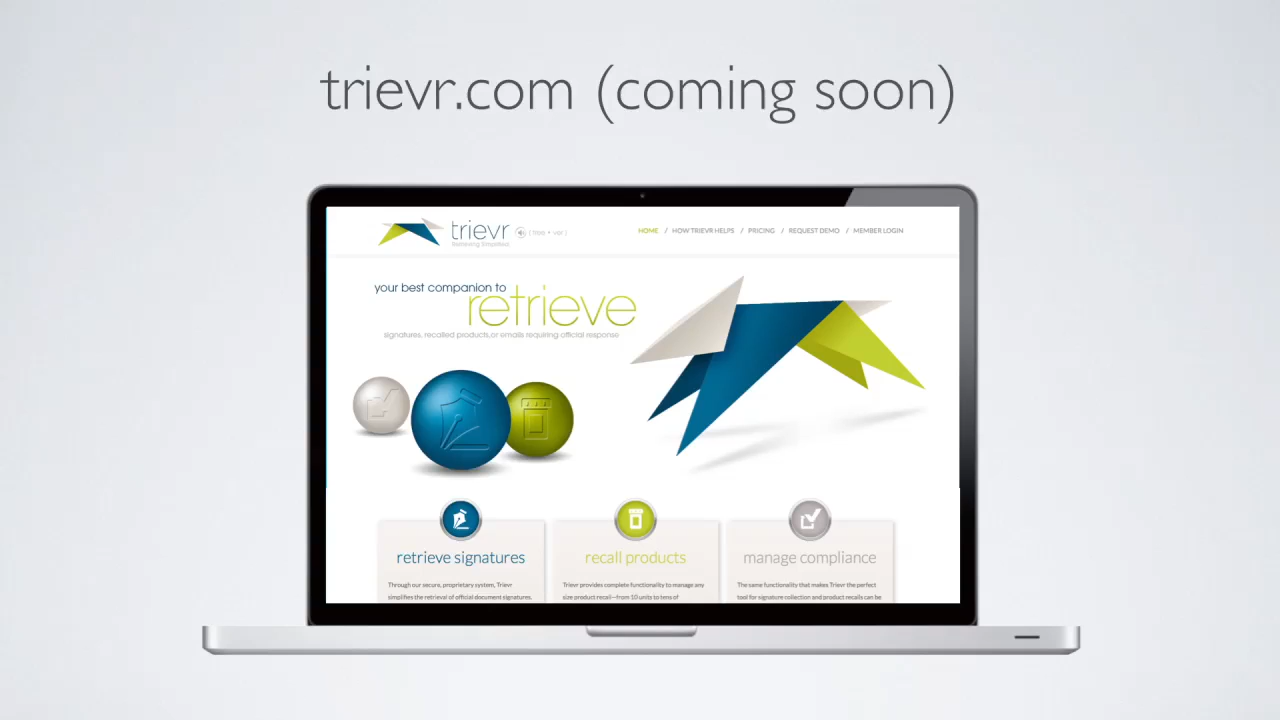 trievr.com (coming soon)
trievr
Retrieving Simplified.
HOME / HOW TRIEVR HELPS / PRICING / REQUEST DEMO / MEMBER LOGIN
your best companion to
retrieve
signatures, recalled products,or emails requiring official response
retrieve signatures
Through our secure, proprietary system, Trievr
simplifies the retrieval of official document signatures.
recall products
Trievr provides complete functionality to manage any
size product recall—from 10 units to tens of
manage compliance
The same functionality that makes Trievr the perfect
tool for signature collection and product recalls can be